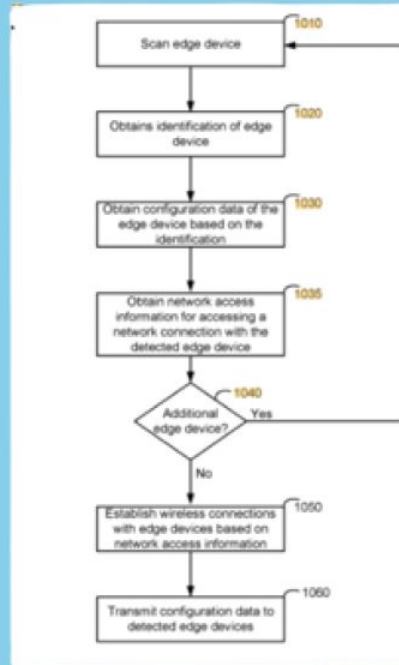 1010
Scan edge device
1020
Obtains identification of edge
device
1030
Obtain configuration data of the
edge device based on the
identification
1035
Obtain network access
information for accessing a
network connection with the
detected edge device
1040
Additional
edge device?
Yes
No
1050
Establish wireless connections
with edge devices based on
network access information
1060
Transmit configuration data to
detected edge devices